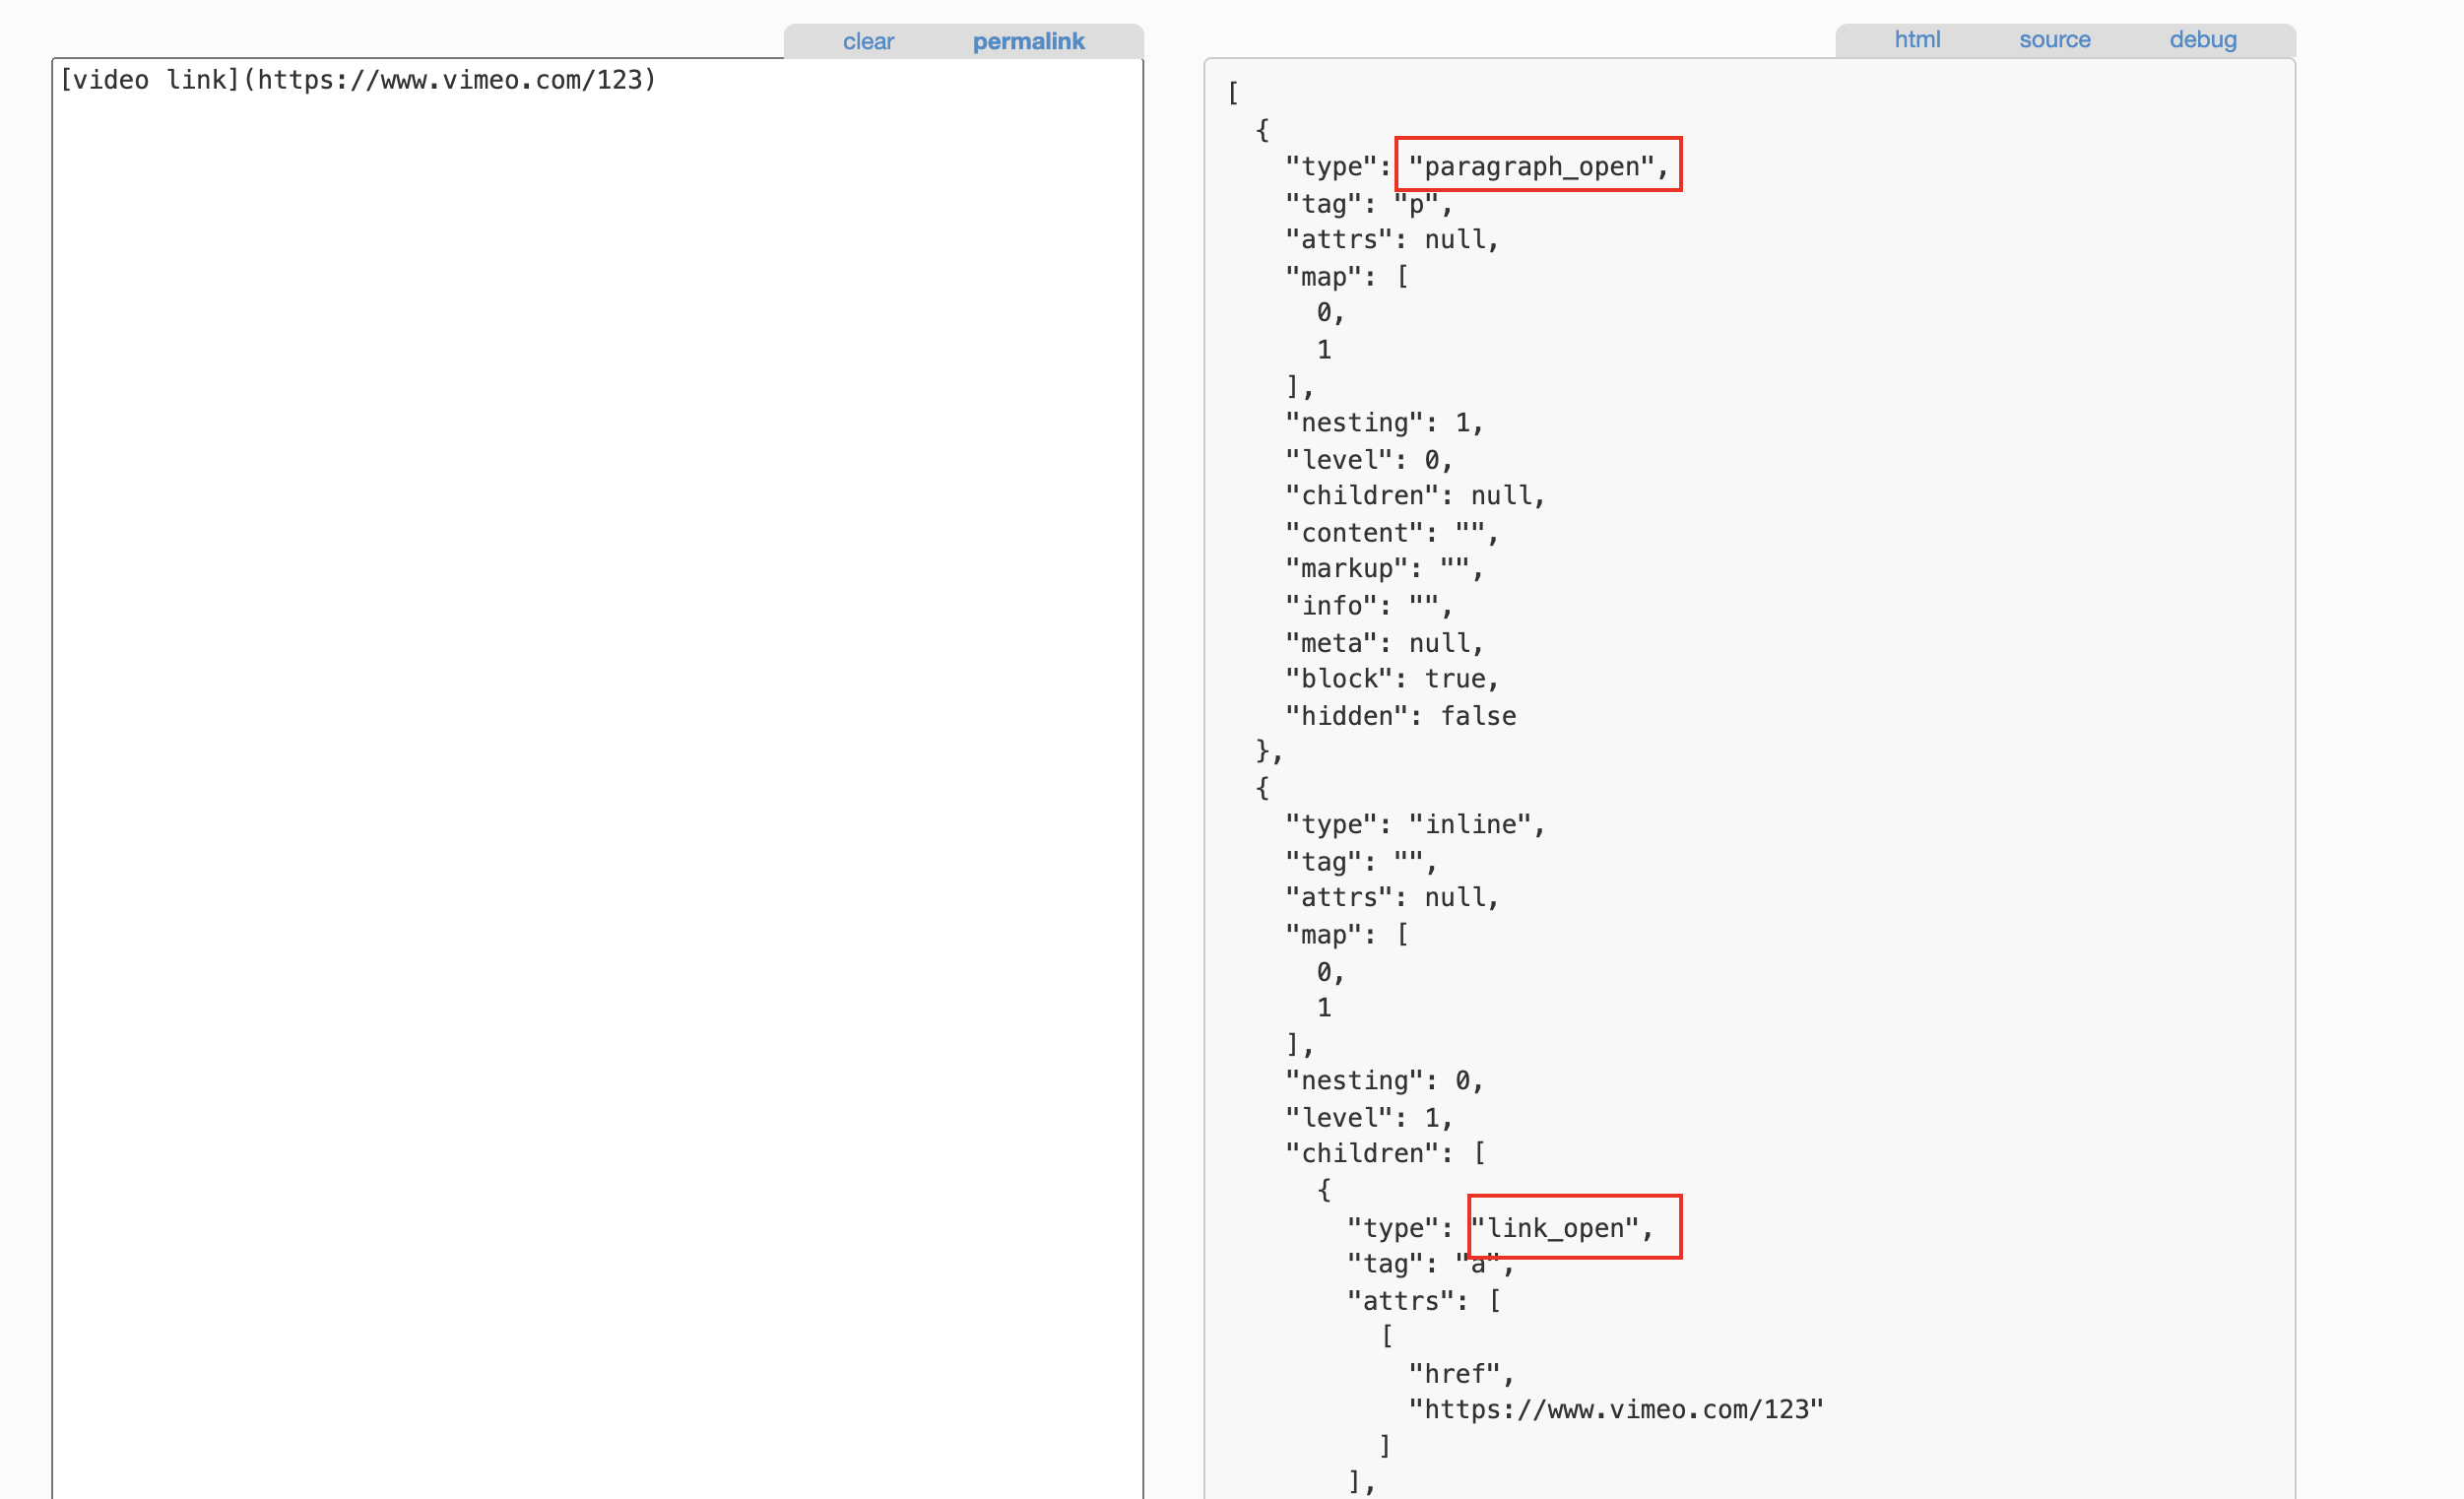 clear permalink
[video link](https://www.vimeo.com/123)
html source debug
[
  {
    "type": "paragraph_open",
    "tag": "p",
    "attrs": null,
    "map": [
      0,
      1
    ],
    "nesting": 1,
    "level": 0,
    "children": null,
    "content": "",
    "markup": "",
    "info": "",
    "meta": null,
    "block": true,
    "hidden": false
  },
  {
    "type": "inline",
    "tag": "",
    "attrs": null,
    "map": [
      0,
      1
    ],
    "nesting": 0,
    "level": 1,
    "children": [
      {
        "type": "link_open",
        "tag": "a",
        "attrs": [
          [
            "href",
            "https://www.vimeo.com/123"
          ]
        ],